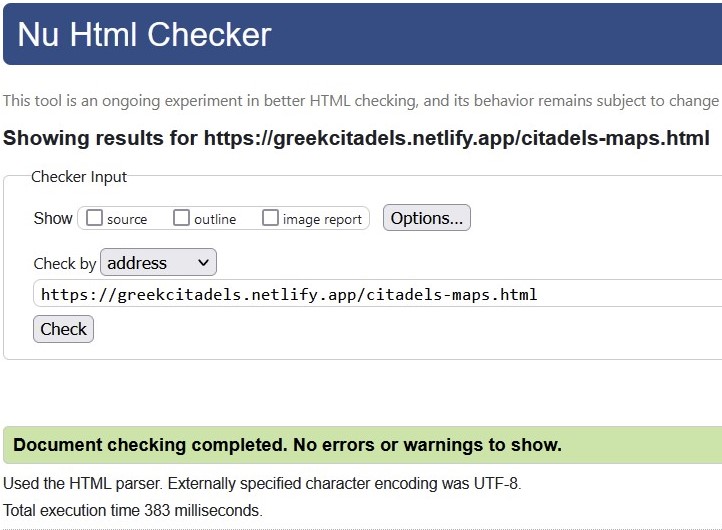 Nu Html Checker
This tool is an ongoing experiment in better HTML checking, and its behavior remains subject to change
Showing results for https://greekcitadels.netlify.app/citadels-maps.html
Checker Input
Show source outline image report Options...
Check by address
https://greekcitadels.netlify.app/citadels-maps.html
Check
Document checking completed. No errors or warnings to show.
Used the HTML parser. Externally specified character encoding was UTF-8.
Total execution time 383 milliseconds.